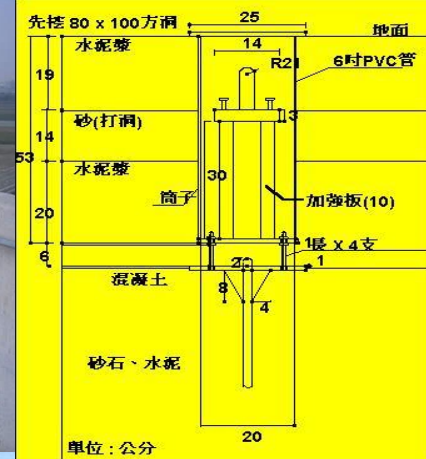 先挖 80 x 100方洞
25
地面
水泥漿
14
R2
6吋PVC管
19
砂(打洞)
3
14
53
水泥漿
30
筒子
加強板(10)
20
1
長 X 4支
6
2
1
混凝土
8
4
砂石、水泥
20
單位:公分